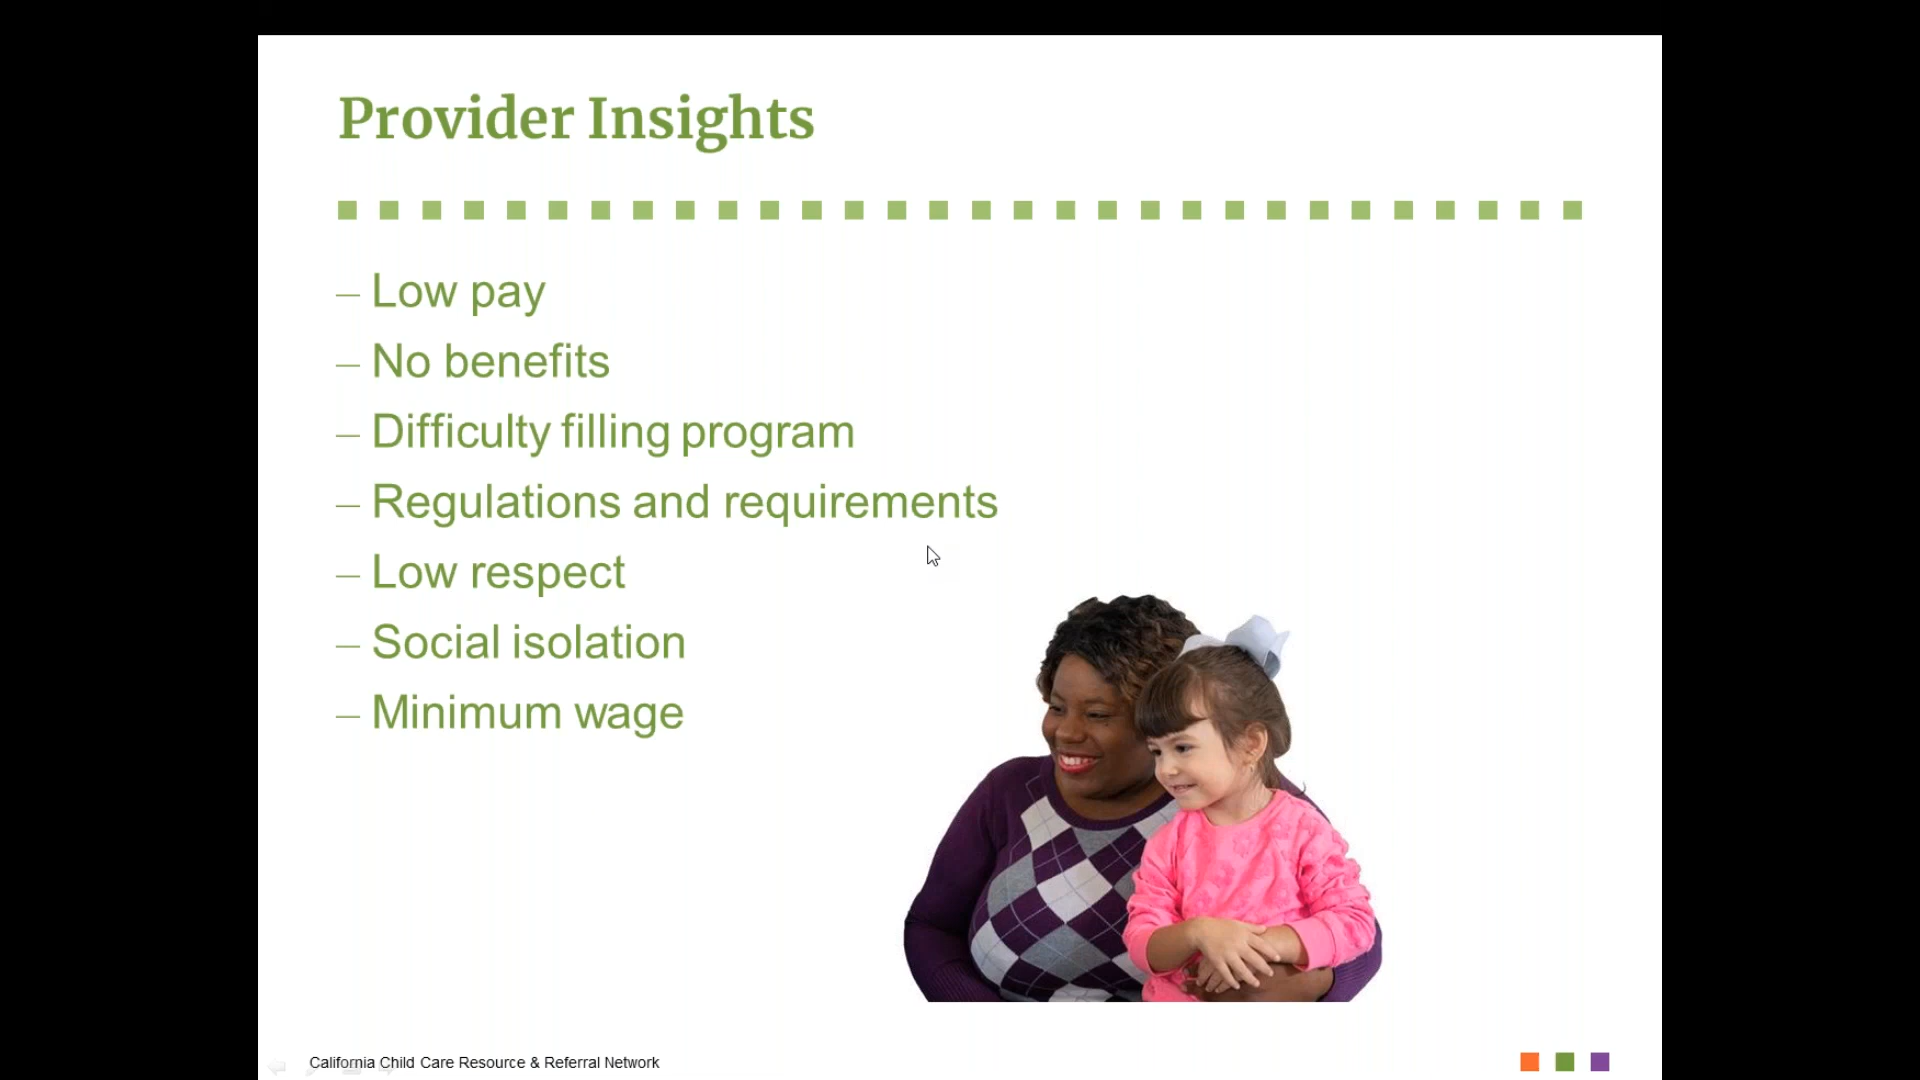 Provider Insights
– Low pay
– No benefits
– Difficulty filling program
– Regulations and requirements
– Low respect
– Social isolation
– Minimum wage
California Child Care Resource & Referral Network